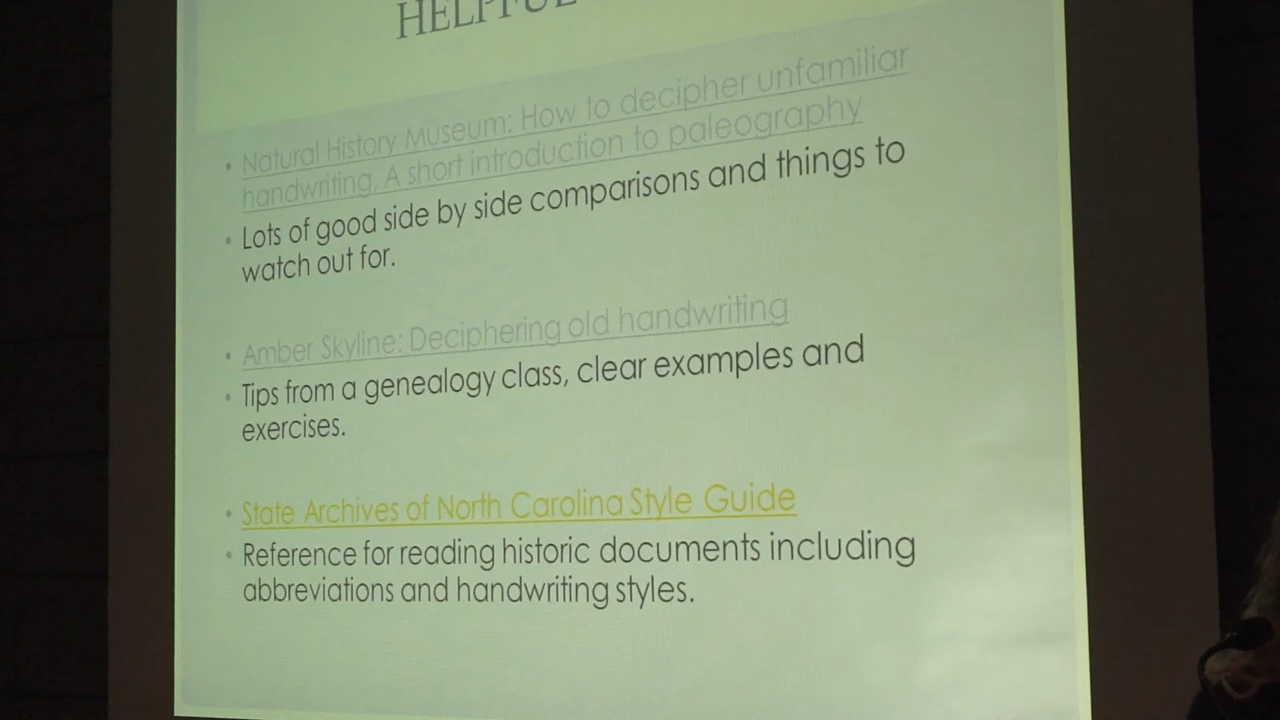 HELPFUL
• Natural History Museum: How to decipher unfamiliar
handwriting, A short introduction to paleography
• Lots of good side by side comparisons and things to
watch out for.
• Amber Skyline: Deciphering old handwriting
• Tips from a genealogy class, clear examples and
exercises.
• State Archives of North Carolina Style Guide
• Reference for reading historic documents including
abbreviations and handwriting styles.